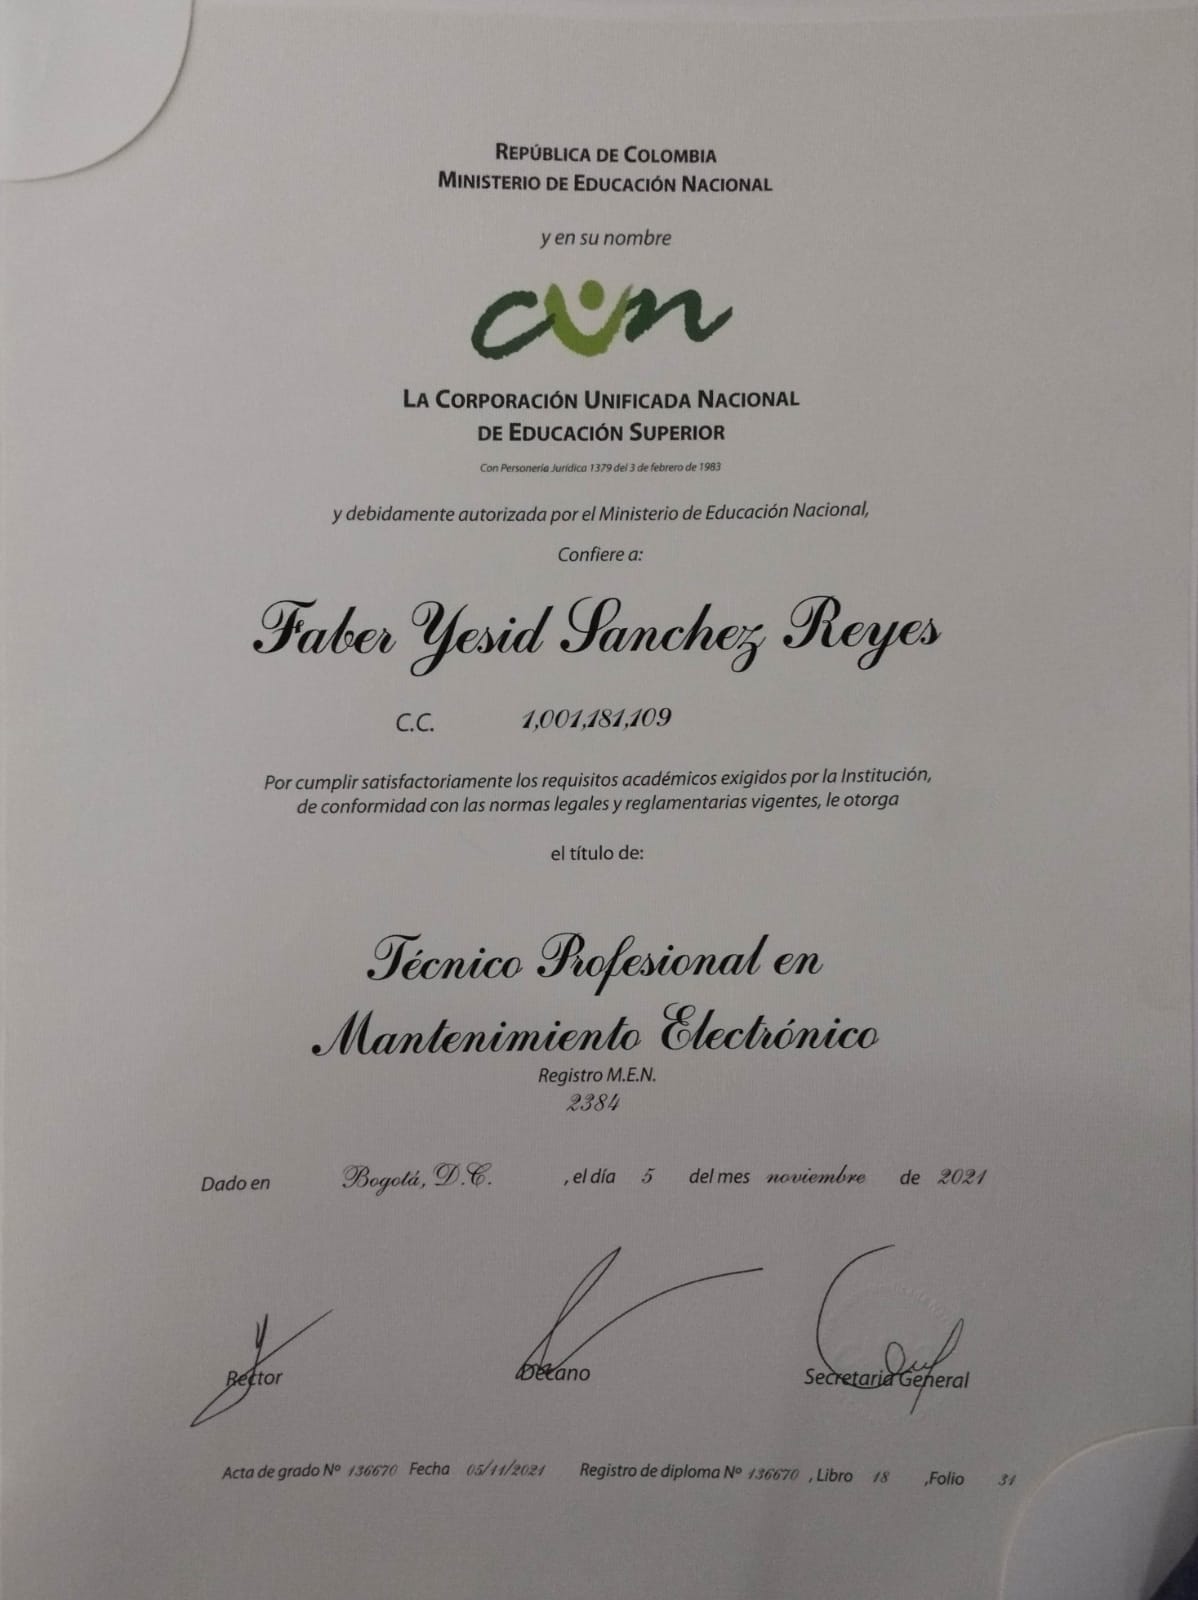 REPÚBLICA DE COLOMBIA
MINISTERIO DE EDUCACIÓN NACIONAL
y en su nombre
cun
LA CORPORACIÓN UNIFICADA NACIONAL
DE EDUCACIÓN SUPERIOR
Con Personería Jurídica 1379 del 3 de febrero de 1983
y debidamente autorizada por el Ministerio de Educación Nacional,
Confiere a:
Faber Yesid Sanchez Reyes
C.C. 1,001,181,109
Por cumplir satisfactoriamente los requisitos académicos exigidos por la Institución,
de conformidad con las normas legales y reglamentarias vigentes, le otorga
el título de:
Técnico Profesional en
Mantenimiento Electrónico
Registro M.E.N.
2384
Dado en Bogotá, D.C. , el día 5 del mes noviembre de 2021
Rector Decano Secretaria General
Acta de grado Nº 136670 Fecha 05/11/2021 Registro de diploma Nº 136670 , Libro 18 ,Folio 31